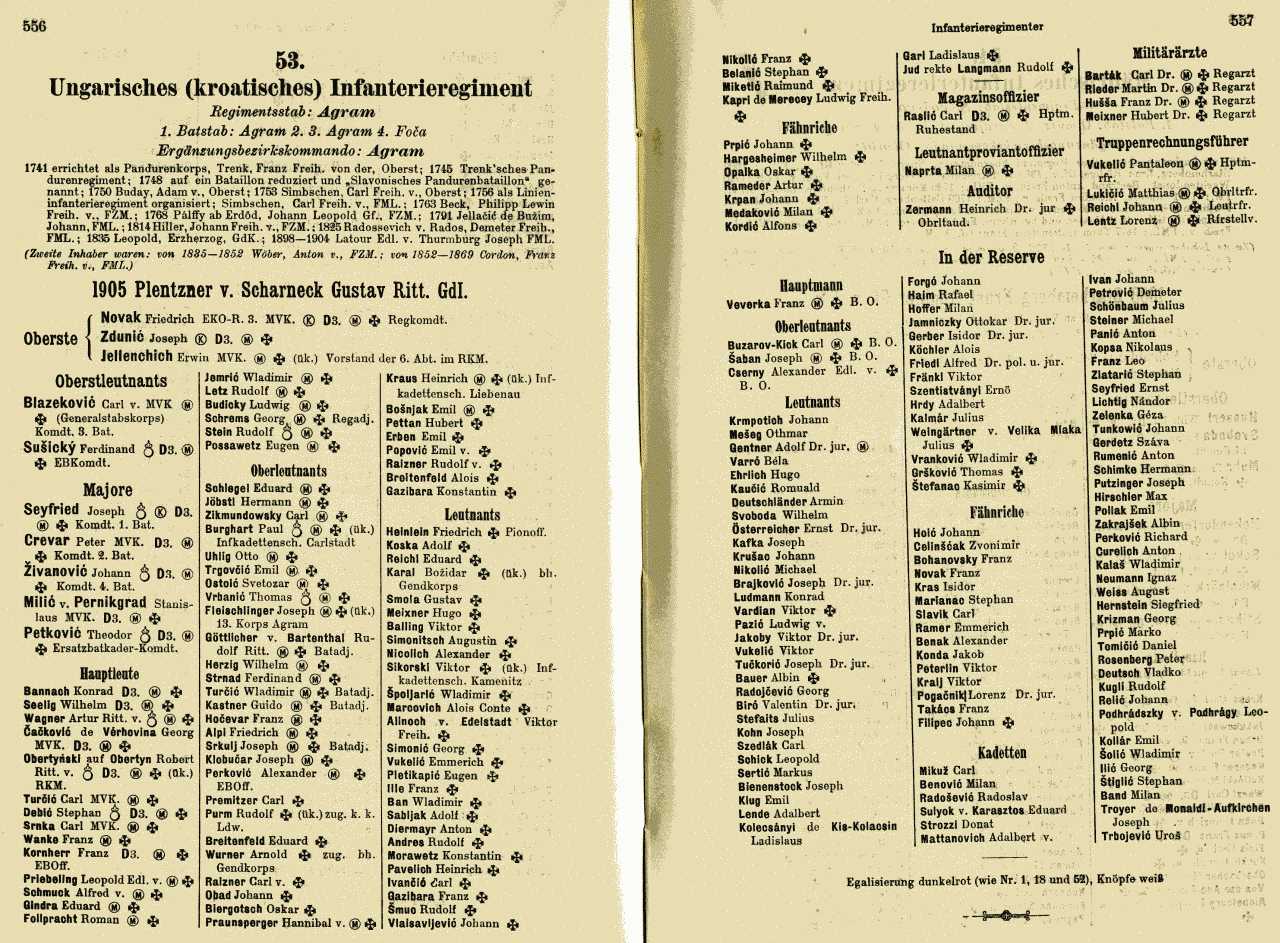 556
53.
Ungarisches (kroatisches) Infanterieregiment
Regimentsstab: Agram
1. Batstab: Agram 2. 3. Agram 4. Foča
Ergänzungsbezirkskommando: Agram
1741 errichtet als Pandurenkorps, Trenk, Franz Freih. von der, Oberst; 1745 Trenk'sches Pan-
durenregiment; 1748 auf ein Bataillon reduziert und „Slavonisches Pandurenbataillon" ge-
nannt; 1750 Buday, Adam v., Oberst; 1753 Simbschen, Carl Freih. v., Oberst; 1756 als Linien-
infanterieregiment organisiert; Simbschen, Carl Freih. v., FML.; 1763 Beck, Philipp Lewin
Freih. v., FZM.; 1768 Pálffy ab Erdöd, Johann Leopold Gf., FZM.; 1791 Jellačić de Bužim,
Johann, FML.; 1814 Hiller, Johann Freih. v., FZM.; 1825 Radossevich v. Rados, Demeter Freih.,
FML.; 1835 Leopold, Erzherzog, GdK.; 1898—1904 Latour Edl. v. Thurmburg Joseph FML.
(Zweite Inhaber waren: von 1835—1852 Wöber, Anton v., FZM.; von 1852—1869 Cordon, Franz
Freih. v., FML.)
1905 Plentzner v. Scharneck Gustav Ritt. GdI.
Oberste
Novak Friedrich EKO-R. 3. MVK. Ⓚ D3. Ⓜ ✠ Regkomdt.
Zdunić Joseph Ⓚ D3. Ⓜ ✠
Jellenchich Erwin MVK. Ⓜ ✠ (ük.) Vorstand der 6. Abt. im RKM.
Oberstleutnants
Blazeković Carl v. MVK Ⓜ
✠ (Generalstabskorps)
Komdt. 3. Bat.
Sušický Ferdinand D3. Ⓜ
✠ EBKomdt.
Majore
Seyfried Joseph Ⓚ D3.
Ⓜ ✠ Komdt. 1. Bat.
Crevar Peter MVK. D3. Ⓜ
✠ Komdt. 2. Bat.
Živanović Johann D3. Ⓜ
✠ Komdt. 4. Bat.
Milić v. Pernikgrad Stanis-
laus MVK. D3. Ⓜ ✠
Petković Theodor D3. Ⓜ
✠ Ersatzbatkader-Komdt.
Hauptleute
Bannach Konrad D3. Ⓜ ✠
Seelig Wilhelm D3. Ⓜ ✠
Wagner Artur Ritt. v. Ⓜ ✠
Čačković de Vërhovina Georg
MVK. D3. Ⓜ ✠
Obertyński auf Obertyn Robert
Ritt. v. D3. Ⓜ ✠ (ük.)
RKM.
Turčić Carl MVK. Ⓜ ✠
Debić Stephan D3. Ⓜ ✠
Srnka Carl MVK. Ⓜ ✠
Wanke Franz Ⓜ ✠
Kornherr Franz D3. Ⓜ ✠
EBOff.
Priebeling Leopold Edl. v. Ⓜ ✠
Schmuck Alfred v. Ⓜ ✠
Gindra Eduard Ⓜ ✠
Follpracht Roman Ⓜ ✠
Jemrić Wladimir Ⓜ ✠
Letz Rudolf Ⓜ ✠
Budicky Ludwig Ⓜ ✠
Schrems Georg Ⓜ ✠ Regadj.
Stein Rudolf Ⓜ ✠
Possawetz Eugen Ⓜ ✠
Oberleutnants
Schlegel Eduard Ⓜ ✠
Jöbstl Hermann Ⓜ ✠
Zikmundowsky Carl Ⓜ ✠
Burghart Paul Ⓜ ✠ (ük.)
Infkadettensch. Carlstadt
Uhlig Otto Ⓜ ✠
Trgovčić Emil Ⓜ ✠
Ostoić Svetozar Ⓜ ✠
Vrbanić Thomas Ⓜ ✠
Fleischlinger Joseph Ⓜ ✠ (ük.)
13. Korps Agram
Göttlicher v. Bartenthal Ru-
dolf Ritt. Ⓜ ✠ Batadj.
Herzig Wilhelm Ⓜ ✠
Strnad Ferdinand Ⓜ ✠
Turčić Wladimir Ⓜ ✠ Batadj.
Kastner Guido Ⓜ ✠ Batadj.
Hočevar Franz Ⓜ ✠
Alpi Friedrich Ⓜ ✠
Srkulj Joseph Ⓜ ✠ Batadj.
Klobučar Joseph Ⓜ ✠
Perković Alexander Ⓜ ✠
EBOff.
Premitzer Carl ✠
Purm Rudolf ✠ (ük.) zug. k. k.
Ldw.
Breitenfeld Eduard ✠
Wurner Arnold ✠ zug. bh.
Gendkorps
Raizner Carl v. ✠
Obad Johann ✠
Biergotsch Oskar ✠
Praunsperger Hannibal v. Ⓜ ✠
Kraus Heinrich Ⓜ ✠ (ük.) Inf-
kadettensch. Liebenau
Bošnjak Emil Ⓜ ✠
Pettan Hubert ✠
Erben Emil ✠
Popović Emil v. ✠
Raizner Rudolf v. ✠
Breitenfeld Alois ✠
Gazibara Konstantin ✠
Leutnants
Heinlein Friedrich ✠ Pionoff.
Koska Adolf ✠
Reichl Eduard ✠
Karal Božidar ✠ (ük.) bh.
Gendkorps
Smola Gustav ✠
Meixner Hugo ✠
Balling Viktor ✠
Simonitsch Augustin ✠
Nicolich Alexander ✠
Sikorski Viktor ✠ (ük.) Inf-
kadettensch. Kamenitz
Špoljarić Wladimir ✠
Marcovich Alois Conte ✠
Allnoch v. Edelstadt Viktor
Freih. ✠
Simonić Georg ✠
Vukelić Emmerich ✠
Pletikapić Eugen ✠
Ille Franz ✠
Ban Wladimir ✠
Sabljak Adolf ✠
Diermayr Anton ✠
Andres Rudolf ✠
Morawetz Konstantin ✠
Pavelich Heinrich ✠
Ivančić Carl ✠
Gazibara Franz ✠
Šmuc Rudolf ✠
Vlaisavljević Johann ✠
Infanterieregimenter
557
Nikolić Franz ✠
Belanić Stephan ✠
Miketić Raimund ✠
Kapri de Merecey Ludwig Freih.
✠
Fähnriche
Prpić Johann ✠
Hargesheimer Wilhelm ✠
Opalka Oskar ✠
Rameder Artur ✠
Krpan Johann ✠
Medaković Milan ✠
Kordić Alfons ✠
Garl Ladislaus ✠
Jud rekte Langmann Rudolf ✠
Magazinsoffizier
Raslić Carl D3. Ⓜ ✠ Hptm.
Ruhestand
Leutnantproviantoffizier
Naprta Milan Ⓜ ✠
Auditor
Zermann Heinrich Dr. jur ✠
Obrltaud.
Militärärzte
Barták Carl Dr. Ⓜ ✠ Regarzt
Rieder Martin Dr. Ⓜ ✠ Regarzt
Hušša Franz Dr. Ⓜ ✠ Regarzt
Meixner Hubert Dr. ✠ Regarzt
Truppenrechnungsführer
Vukelić Pantaleon Ⓜ ✠ Hptm-
rfr.
Lukičić Matthias Ⓜ ✠ Obrltrfr.
Reichl Johann Ⓜ ✠ Leutrfr.
Lentz Lorenz Ⓜ ✠ Rfrstellv.
In der Reserve
Hauptmann
Veverka Franz Ⓜ ✠ B. O.
Oberleutnants
Buzarov-Kick Carl Ⓜ ✠ B. O.
Šaban Joseph Ⓜ ✠ B. O.
Cserny Alexander Edl. v. ✠
B. O.
Leutnants
Krmpotich Johann
Mešeg Othmar
Gentner Adolf Dr. jur. Ⓜ
Varró Béla
Ehrlich Hugo
Kaučić Romuald
Deutschländer Armin
Svoboda Wilhelm
Österreicher Ernst Dr. jur.
Kafka Joseph
Krušac Johann
Nikolić Michael
Brajković Joseph Dr. jur.
Ludmann Konrad
Vardian Viktor ✠
Pazić Ludwig v.
Jakoby Viktor Dr. jur.
Vukelić Viktor
Tučkorić Joseph Dr. jur.
Bauer Albin ✠
Radojčević Georg
Biró Valentin Dr. jur.
Stefaits Julius
Kohn Joseph
Szedlák Carl
Schick Leopold
Sertić Markus
Bienenstock Joseph
Klug Emil
Lende Adalbert
Kolecsányi de Kis-Kolacsin
Ladislaus
Forgó Johann
Haim Rafael
Hoffer Milan
Jamniczky Ottokar Dr. jur.
Gerber Isidor Dr. jur.
Köchler Alois
Friedl Alfred Dr. pol. u. jur.
Fränkl Viktor
Szentistványi Ernö
Hrdy Adalbert
Kalmár Julius
Weingärtner v. Velika Mlaka
Julius ✠
Vranković Wladimir ✠
Gršković Thomas ✠
Štefanac Kasimir ✠
Fähnriche
Hoić Johann
Celinšćak Zvonimir
Bohanovsky Franz
Novak Franz
Kras Isidor
Marianac Stephan
Slavik Carl
Ramer Emmerich
Benak Alexander
Konda Jakob
Peterlin Viktor
Kralj Viktor
Pogačnik Lorenz Dr. jur.
Takács Franz
Filipec Johann ✠
Kadetten
Mikuž Carl
Benović Milan
Radošević Radoslav
Sulyok v. Karasztos Eduard
Strozzi Donat
Mattanovich Adalbert v.
Ivan Johann
Petrović Demeter
Schönbaum Julius
Steiner Michael
Panić Anton
Kopsa Nikolaus
Franz Leo
Zlatarić Stephan
Seyfried Ernst
Lichtig Nándor
Zelenka Géza
Tunkowić Johann
Gerdetz Száva
Rumenić Anton
Schimke Hermann
Putzinger Joseph
Hirschler Max
Pollak Emil
Zakrajšek Albin
Perković Richard
Curelich Anton
Kalaš Wladimir
Neumann Ignaz
Weiss August
Hernstein Siegfried
Krizman Georg
Prpić Marko
Tomičić Daniel
Rosenberg Peter
Deutsch Vladko
Kugli Rudolf
Relić Johann
Podhrádszky v. Podhrágy Leo-
pold
Kollár Emil
Šolić Wladimir
Ilić Georg
Štiglić Stephan
Band Milan
Troyer de Monaldi-Aufkirchen
Joseph
Trbojević Uroš
Egalisierung dunkelrot (wie Nr. 1, 18 und 52), Knöpfe weiß